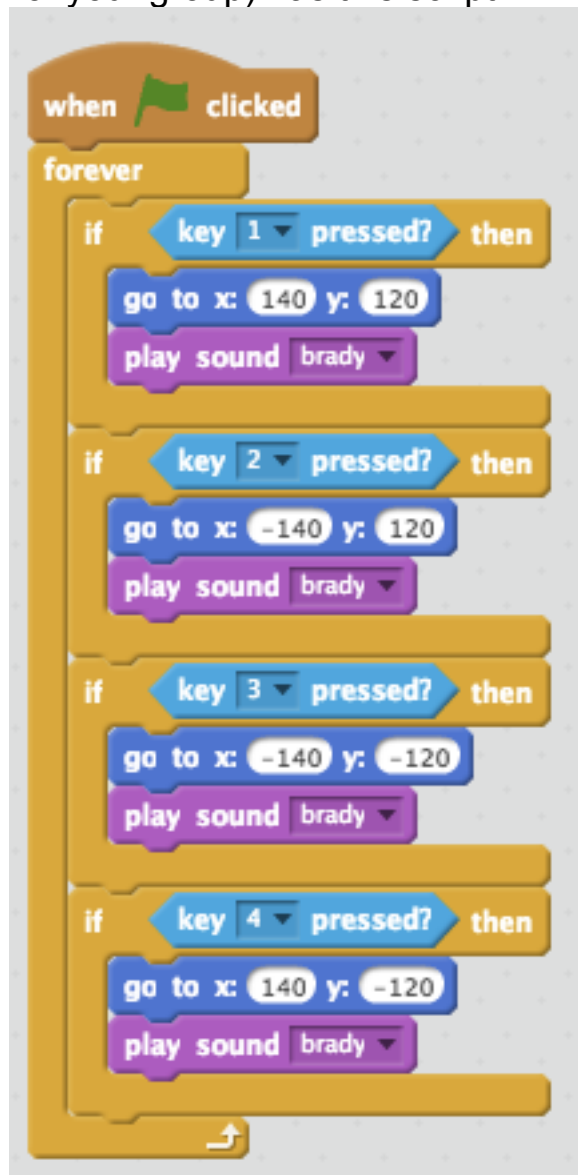 when clicked
forever
if key 1 pressed? then
go to x: 140 y: 120
play sound brady
if key 2 pressed? then
go to x: -140 y: 120
play sound brady
if key 3 pressed? then
go to x: -140 y: -120
play sound brady
if key 4 pressed? then
go to x: 140 y: -120
play sound brady